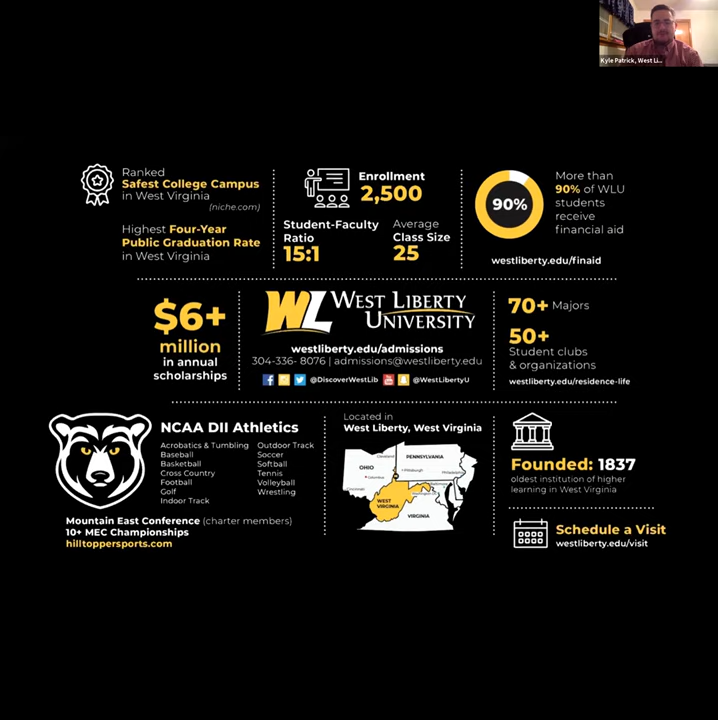 Kyle Patrick, West Li...
Ranked
Safest College Campus
in West Virginia
(niche.com)
Highest Four-Year
Public Graduation Rate
in West Virginia
Enrollment
2,500
Student-Faculty
Ratio
15:1
Average
Class Size
25
90%
More than
90% of WLU
students
receive
financial aid
westliberty.edu/finaid
$6+
million
in annual
scholarships
WL WEST LIBERTY
UNIVERSITY
westliberty.edu/admissions
304-336- 8076 | admissions@westliberty.edu
@DiscoverWestLib
@WestLibertyU
70+ Majors
50+
Student clubs
& organizations
westliberty.edu/residence-life
NCAA DII Athletics
Acrobatics & Tumbling
Baseball
Basketball
Cross Country
Football
Golf
Indoor Track
Outdoor Track
Soccer
Softball
Tennis
Volleyball
Wrestling
Mountain East Conference (charter members)
10+ MEC Championships
hilltoppersports.com
Located in
West Liberty, West Virginia
Cleveland
PENNSYLVANIA
OHIO
Pittsburgh
Philadelphia
Columbus
Cincinnati
Washington DC
WEST
VIRGINIA
VIRGINIA
Founded: 1837
oldest institution of higher
learning in West Virginia
Schedule a Visit
westliberty.edu/visit